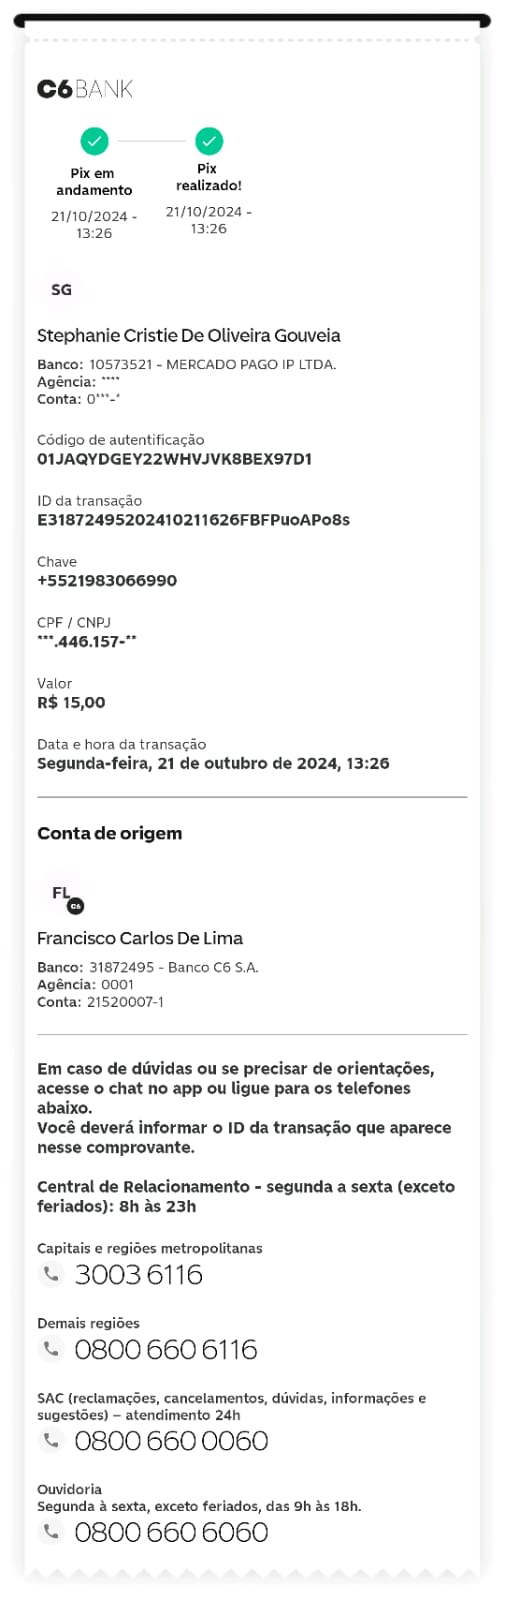 C6BANK
Pix em
andamento
21/10/2024 -
13:26
Pix
realizado!
21/10/2024 -
13:26
SG
Stephanie Cristie De Oliveira Gouveia
Banco: 10573521 - MERCADO PAGO IP LTDA.
Agência: ****
Conta: 0***-*
Código de autentificação
01JAQYDGEY22WHVJVK8BEX97D1
ID da transação
E31872495202410211626FBFPuoAPo8s
Chave
+5521983066990
CPF / CNPJ
***.446.157-**
Valor
R$ 15,00
Data e hora da transação
Segunda-feira, 21 de outubro de 2024, 13:26
Conta de origem
FL
C6
Francisco Carlos De Lima
Banco: 31872495 - Banco C6 S.A.
Agência: 0001
Conta: 21520007-1
Em caso de dúvidas ou se precisar de orientações,
acesse o chat no app ou ligue para os telefones
abaixo.
Você deverá informar o ID da transação que aparece
nesse comprovante.
Central de Relacionamento - segunda a sexta (exceto
feriados): 8h às 23h
Capitais e regiões metropolitanas
3003 6116
Demais regiões
0800 660 6116
SAC (reclamações, cancelamentos, dúvidas, informações e
sugestões) – atendimento 24h
0800 660 0060
Ouvidoria
Segunda à sexta, exceto feriados, das 9h às 18h.
0800 660 6060